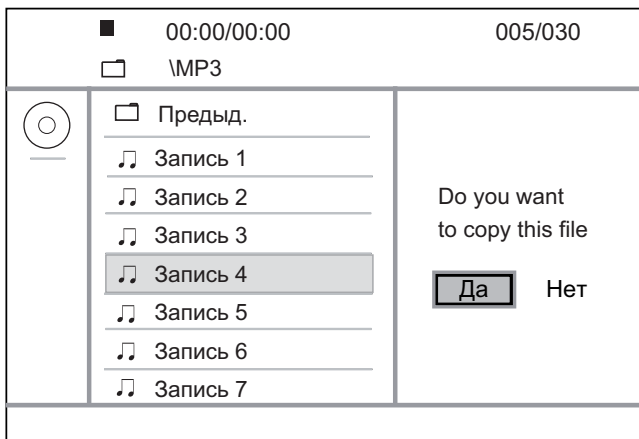 00:00/00:00 005/030
\MP3
Предыд.
Запись 1
Запись 2
Запись 3
Запись 4
Запись 5
Запись 6
Запись 7
Do you want
to copy this file
Да Нет